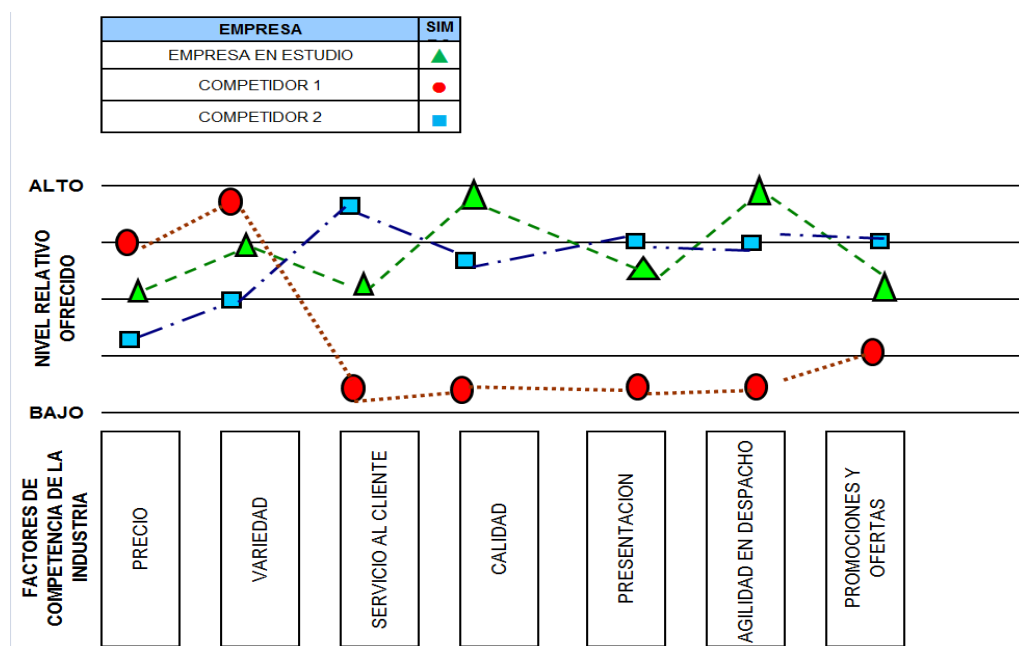 EMPRESA SIM
EMPRESA EN ESTUDIO
COMPETIDOR 1
COMPETIDOR 2
ALTO
NIVEL RELATIVO
OFRECIDO
BAJO
FACTORES DE
COMPETENCIA DE LA
INDUSTRIA
PRECIO
VARIEDAD
SERVICIO AL CLIENTE
CALIDAD
PRESENTACION
AGILIDAD EN DESPACHO
PROMOCIONES Y
OFERTAS